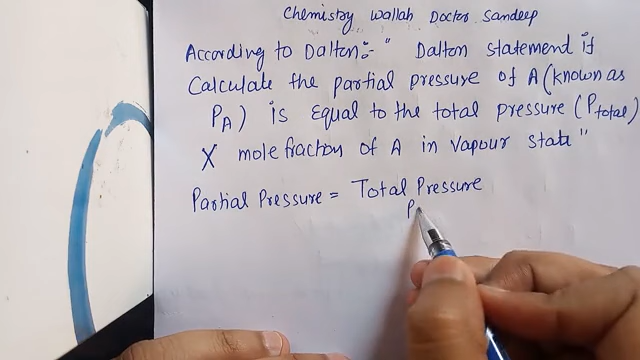 Chemistry Wallah Doctor Sandeep
According to Dalton:- " Dalton statement if
Calculate the partial pressure of A (known as
PA) is Equal to the total pressure (Ptotal)
X mole fraction of A in vapour state"
Partial Pressure = Total Pressure
P